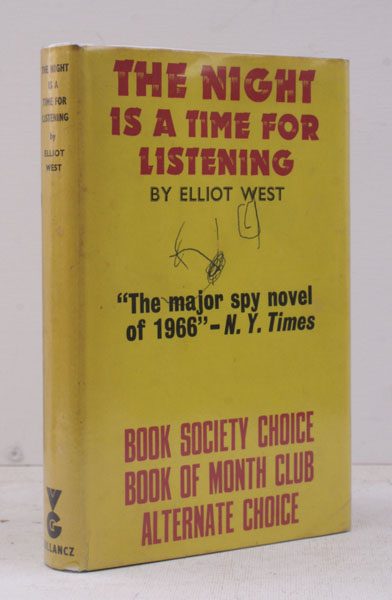 THE NIGHT
IS A
TIME FOR
LISTENING
by
ELLIOT
WEST
VG
GOLLANCZ
THE NIGHT
IS A TIME FOR
LISTENING
BY ELLIOT WEST
"The major spy novel
of 1966"–N. Y. Times
BOOK SOCIETY CHOICE
BOOK OF MONTH CLUB
ALTERNATE CHOICE